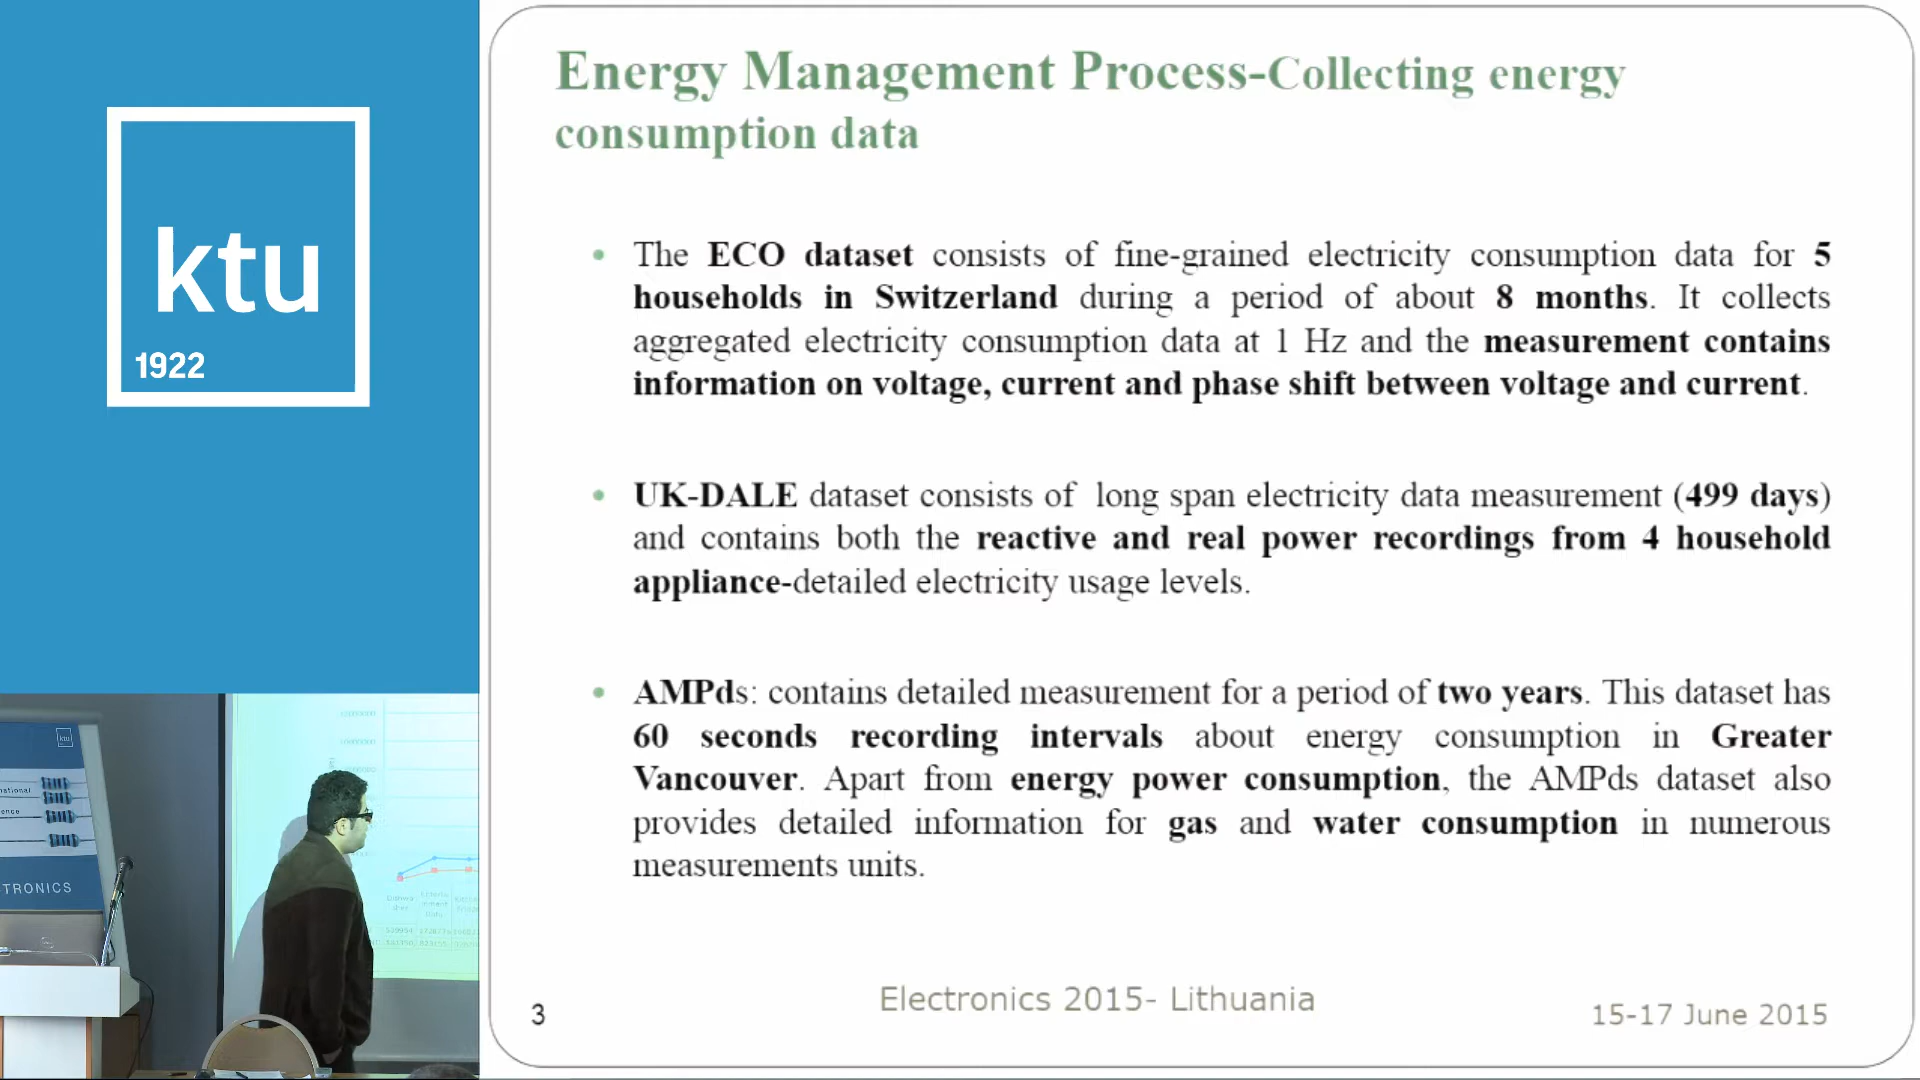 ktu
1922
Energy Management Process-Collecting energy
consumption data
• The ECO dataset consists of fine-grained electricity consumption data for 5
households in Switzerland during a period of about 8 months. It collects
aggregated electricity consumption data at 1 Hz and the measurement contains
information on voltage, current and phase shift between voltage and current.
• UK-DALE dataset consists of long span electricity data measurement (499 days)
and contains both the reactive and real power recordings from 4 household
appliance-detailed electricity usage levels.
• AMPds: contains detailed measurement for a period of two years. This dataset has
60 seconds recording intervals about energy consumption in Greater
Vancouver. Apart from energy power consumption, the AMPds dataset also
provides detailed information for gas and water consumption in numerous
measurements units.
3
Electronics 2015- Lithuania
15-17 June 2015
ktu
TRONICS